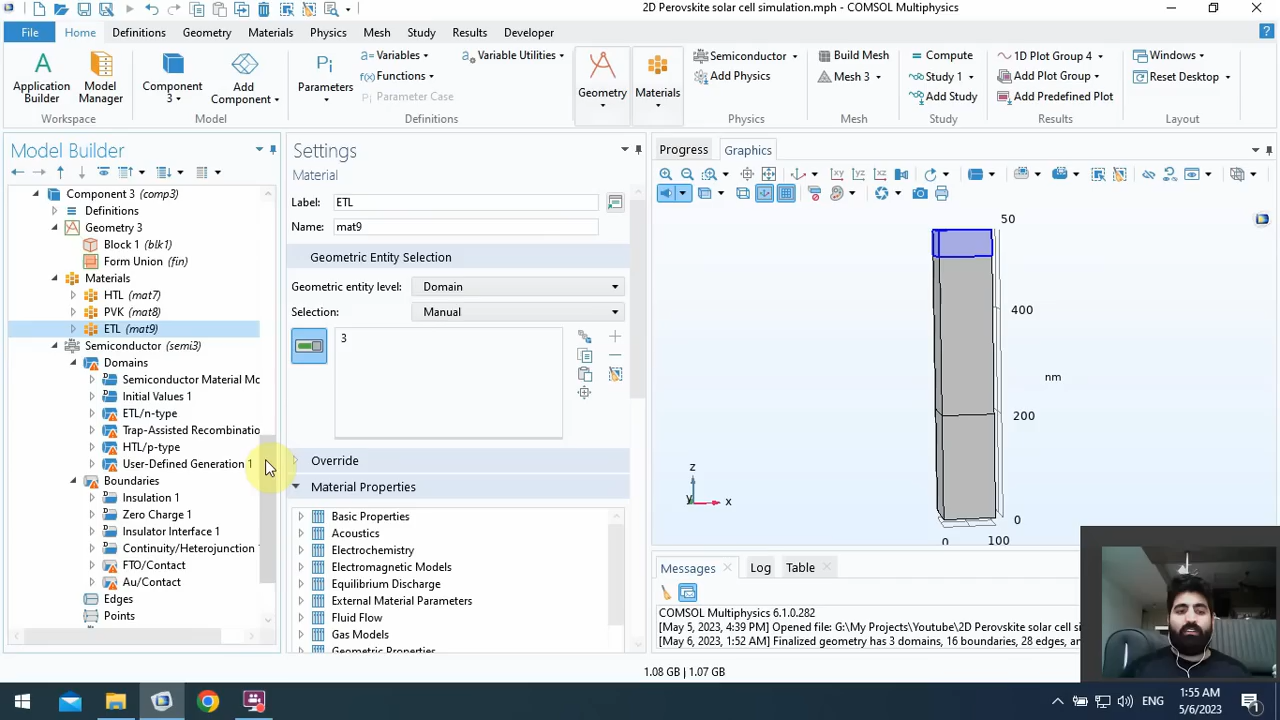 2D Perovskite solar cell simulation.mph - COMSOL Multiphysics
File
Home
Definitions
Geometry
Materials
Physics
Mesh
Study
Results
Developer
Application Builder
Model Manager
Workspace
Component 3
Add Component
Model
Parameters
a= Variables
f(x) Functions
Pi Parameter Case
a= Variable Utilities
Definitions
Geometry
Materials
Semiconductor
Add Physics
Physics
Build Mesh
Mesh 3
Mesh
Compute
Study 1
Add Study
Study
1D Plot Group 4
Add Plot Group
Add Predefined Plot
Results
Windows
Reset Desktop
Layout
Model Builder
Component 3 (comp3)
Definitions
Geometry 3
Block 1 (blk1)
Form Union (fin)
Materials
HTL (mat7)
PVK (mat8)
ETL (mat9)
Semiconductor (semi3)
Domains
Semiconductor Material Mc
Initial Values 1
ETL/n-type
Trap-Assisted Recombinatio
HTL/p-type
User-Defined Generation 1
Boundaries
Insulation 1
Zero Charge 1
Insulator Interface 1
Continuity/Heterojunction
FTO/Contact
Au/Contact
Edges
Points
Settings
Material
Label: ETL
Name: mat9
Geometric Entity Selection
Geometric entity level: Domain
Selection: Manual
3
Override
Material Properties
Basic Properties
Acoustics
Electrochemistry
Electromagnetic Models
Equilibrium Discharge
External Material Parameters
Fluid Flow
Gas Models
Geometric Properties
Progress
Graphics
50
400
nm
200
0
0
100
z
y
x
Messages
Log
Table
COMSOL Multiphysics 6.1.0.282
[May 5, 2023, 4:39 PM] Opened file: G:\My Projects\Youtube\2D Perovskite solar cell si
[May 6, 2023, 1:52 AM] Finalized geometry has 3 domains, 16 boundaries, 28 edges, an
1.08 GB | 1.07 GB
ENG
1:55 AM
5/6/2023